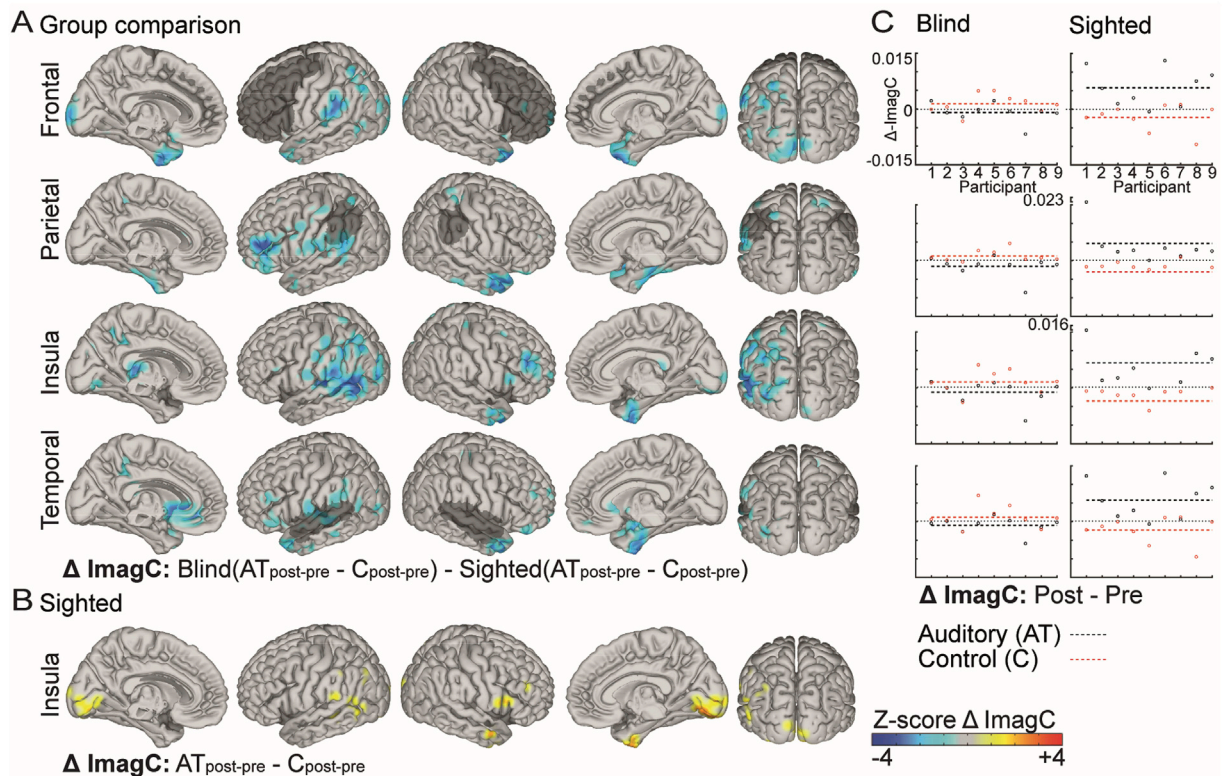 A Group comparison
Frontal
Parietal
Insula
Temporal
Δ ImagC: Blind(ATpost-pre - Cpost-pre) - Sighted(ATpost-pre - Cpost-pre)
B Sighted
Insula
Δ ImagC: ATpost-pre - Cpost-pre
C Blind Sighted
Δ-ImagC
0.015
0
-0.015
1 2 3 4 5 6 7 8 9
Participant
1 2 3 4 5 6 7 8 9
Participant
0.023
0.016
Δ ImagC: Post - Pre
Auditory (AT)
Control (C)
Z-score Δ ImagC
-4 +4